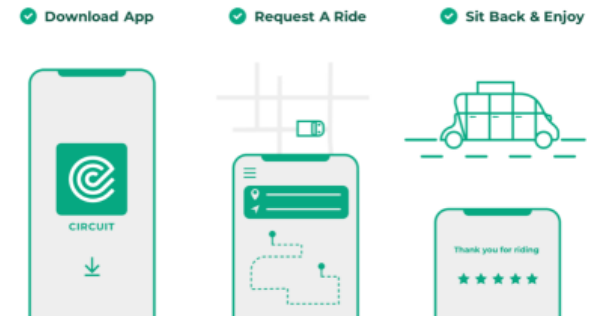 Download App
Request A Ride
Sit Back & Enjoy
CIRCUIT
Thank you for riding